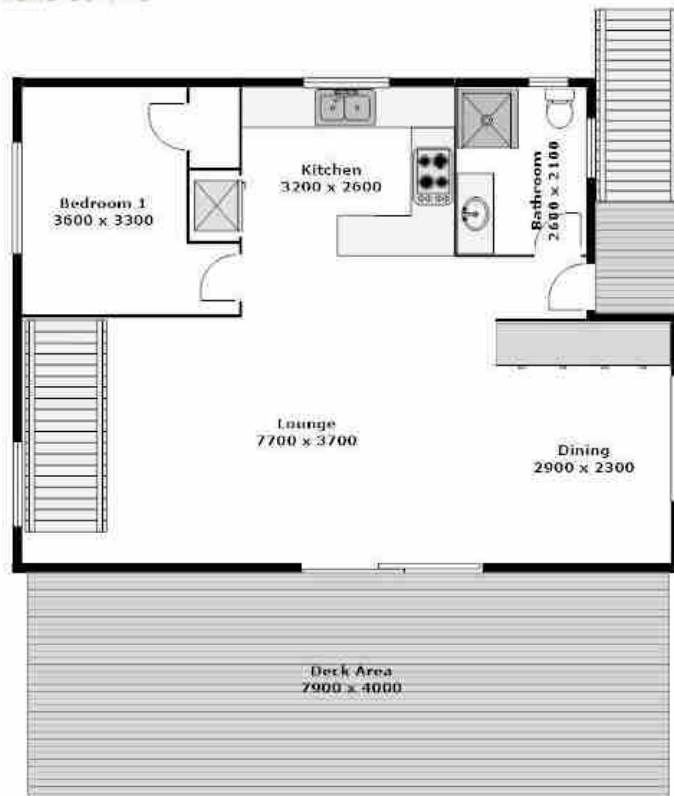 Kitchen
3200 x 2600
Bedroom 1
3600 x 3300
Bathroom
2600 x 2100
Lounge
7700 x 3700
Dining
2900 x 2300
Deck Area
7900 x 4000